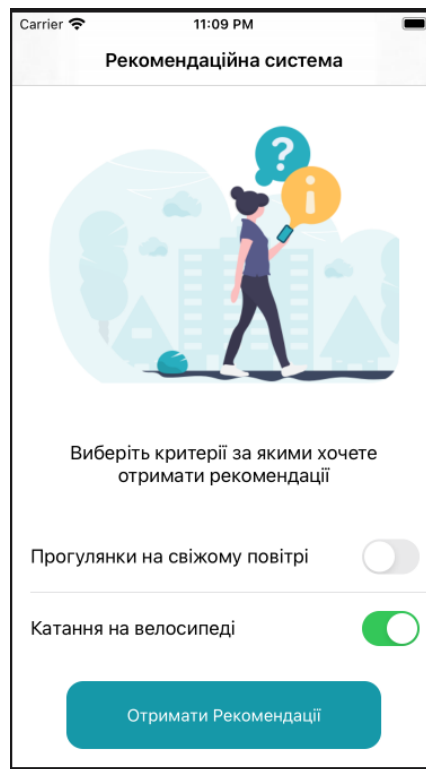 Carrier 11:09 PM
Рекомендаційна система
?
i
Виберіть критерії за якими хочете
отримати рекомендації
Прогулянки на свіжому повітрі
Катання на велосипеді
Отримати Рекомендації